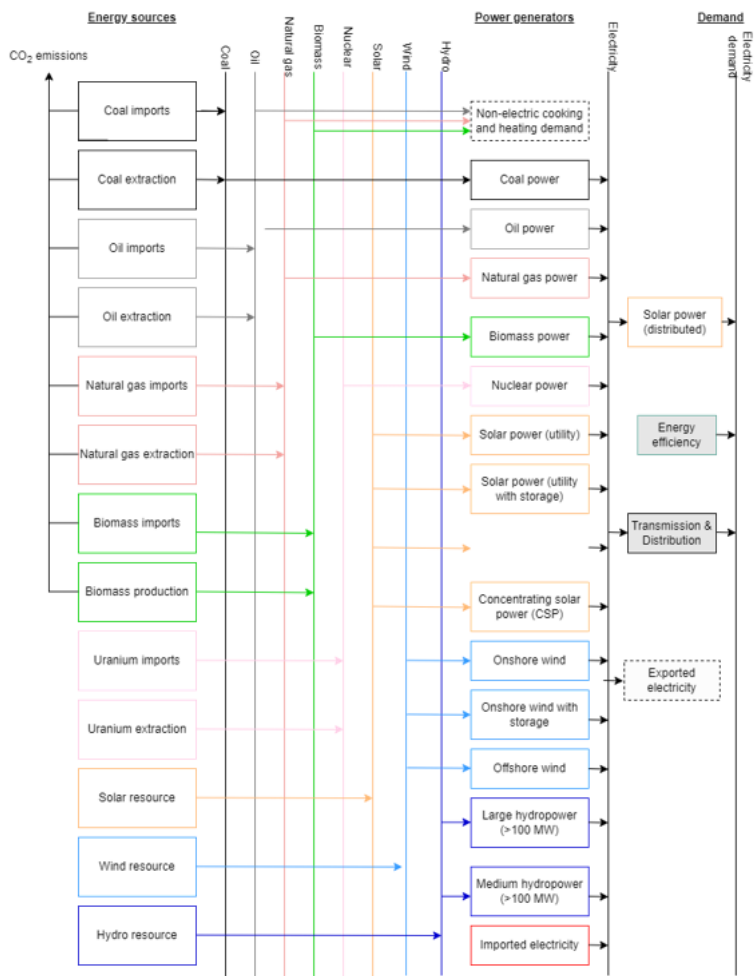 Energy sources
Power generators
Demand
CO2 emissions
Coal
Oil
Natural gas
Biomass
Nuclear
Solar
Wind
Hydro
Electricity
Electricity
demand
Coal imports
Non-electric cooking
and heating demand
Coal extraction
Coal power
Oil imports
Oil power
Natural gas power
Oil extraction
Solar power
(distributed)
Biomass power
Natural gas imports
Nuclear power
Natural gas extraction
Solar power (utility)
Energy
efficiency
Solar power (utility
with storage)
Biomass imports
Transmission &
Distribution
Biomass production
Concentrating solar
power (CSP)
Uranium imports
Onshore wind
Exported
electricity
Uranium extraction
Onshore wind with
storage
Offshore wind
Solar resource
Large hydropower
(>100 MW)
Wind resource
Medium hydropower
(>100 MW)
Hydro resource
Imported electricity